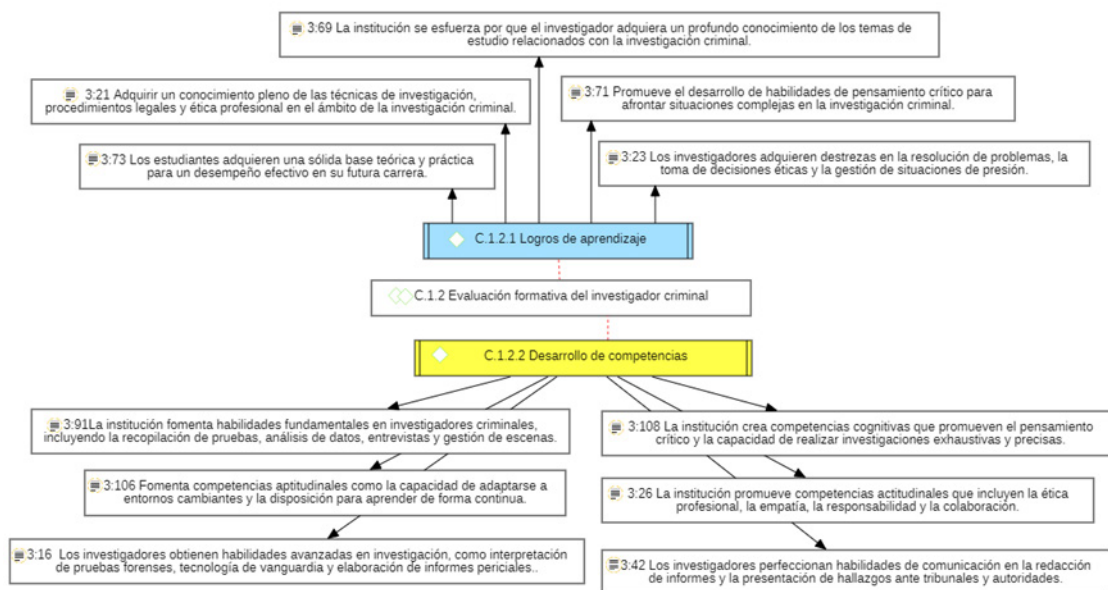 3:69 La institución se esfuerza por que el investigador adquiera un profundo conocimiento de los temas de
estudio relacionados con la investigación criminal.
3:21 Adquirir un conocimiento pleno de las técnicas de investigación,
procedimientos legales y ética profesional en el ámbito de la investigación criminal.
3:71 Promueve el desarrollo de habilidades de pensamiento crítico para
afrontar situaciones complejas en la investigación criminal.
3:73 Los estudiantes adquieren una sólida base teórica y práctica
para un desempeño efectivo en su futura carrera.
3:23 Los investigadores adquieren destrezas en la resolución de problemas, la
toma de decisiones éticas y la gestión de situaciones de presión.
C.1.2.1 Logros de aprendizaje
C.1.2 Evaluación formativa del investigador criminal
C.1.2.2 Desarrollo de competencias
3:91La institución fomenta habilidades fundamentales en investigadores criminales,
incluyendo la recopilación de pruebas, análisis de datos, entrevistas y gestión de escenas.
3:108 La institución crea competencias cognitivas que promueven el pensamiento
crítico y la capacidad de realizar investigaciones exhaustivas y precisas.
3:106 Fomenta competencias aptitudinales como la capacidad de adaptarse a
entornos cambiantes y la disposición para aprender de forma continua.
3:26 La institución promueve competencias actitudinales que incluyen la ética
profesional, la empatía, la responsabilidad y la colaboración.
3:16 Los investigadores obtienen habilidades avanzadas en investigación, como interpretación
de pruebas forenses, tecnología de vanguardia y elaboración de informes periciales..
3:42 Los investigadores perfeccionan habilidades de comunicación en la redacción
de informes y la presentación de hallazgos ante tribunales y autoridades.